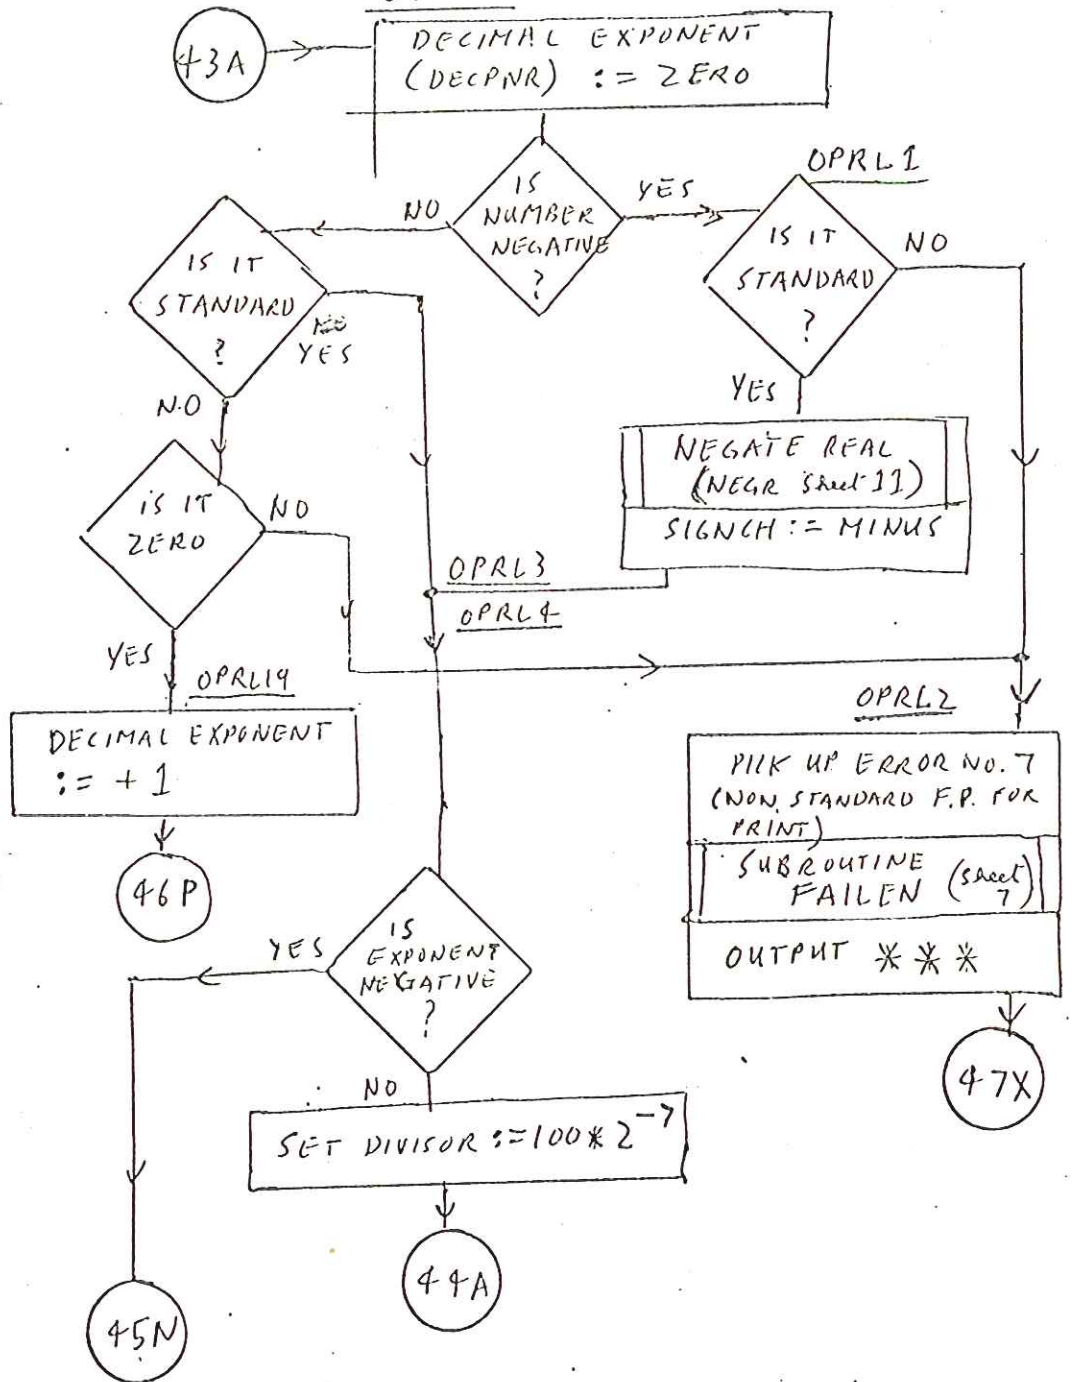 43A
DECIMAL EXPONENT
(DECPNR) := ZERO
IS
NUMBER
NEGATIVE
?
NO
YES
OPRL1
IS IT
STANDARD
?
YES
NO
IS IT
STANDARD
?
YES
NO
NEGATE REAL
(NEGR Sheet 11)
SIGNCH := MINUS
IS IT
ZERO
NO
YES
OPRL3
OPRL4
OPRL19
DECIMAL EXPONENT
:= +1
46P
OPRL2
PICK UP ERROR NO. 7
(NON STANDARD F.P. FOR
PRINT)
SUBROUTINE
FAILEN (sheet
7)
OUTPUT ***
47X
IS
EXPONENT
NEGATIVE
?
YES
NO
SET DIVISOR := 100 * 2⁻⁷
44A
45N